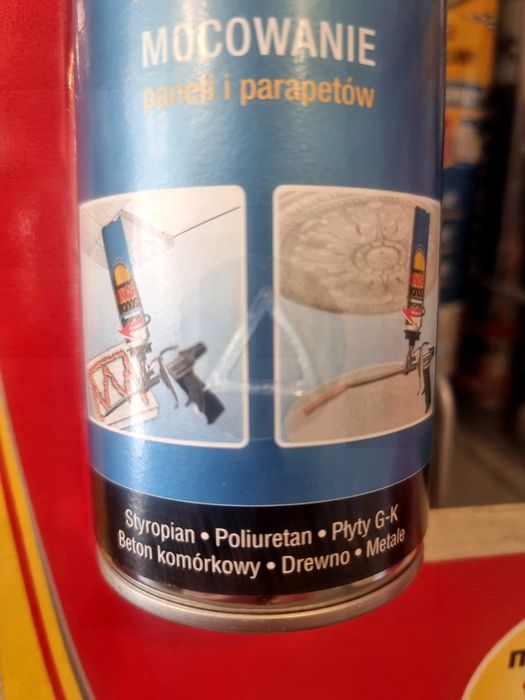 MOCOWANIE
paneli i parapetów
Styropian • Poliuretan • Płyty G-K
Beton komórkowy • Drewno • Metale